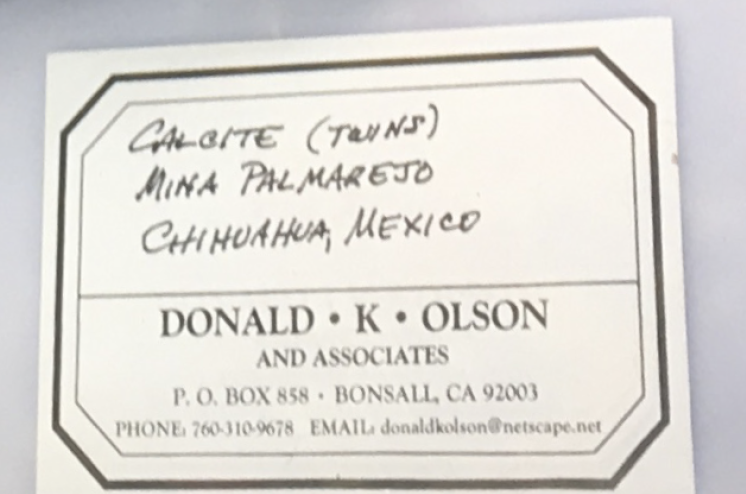 CALCITE (TWINS)
MINA PALMAREJO
CHIHUAHUA, MEXICO
DONALD • K • OLSON
AND ASSOCIATES
P. O. BOX 858 · BONSALL, CA 92003
PHONE: 760-310-9678 EMAIL: donaldkolson@netscape.net